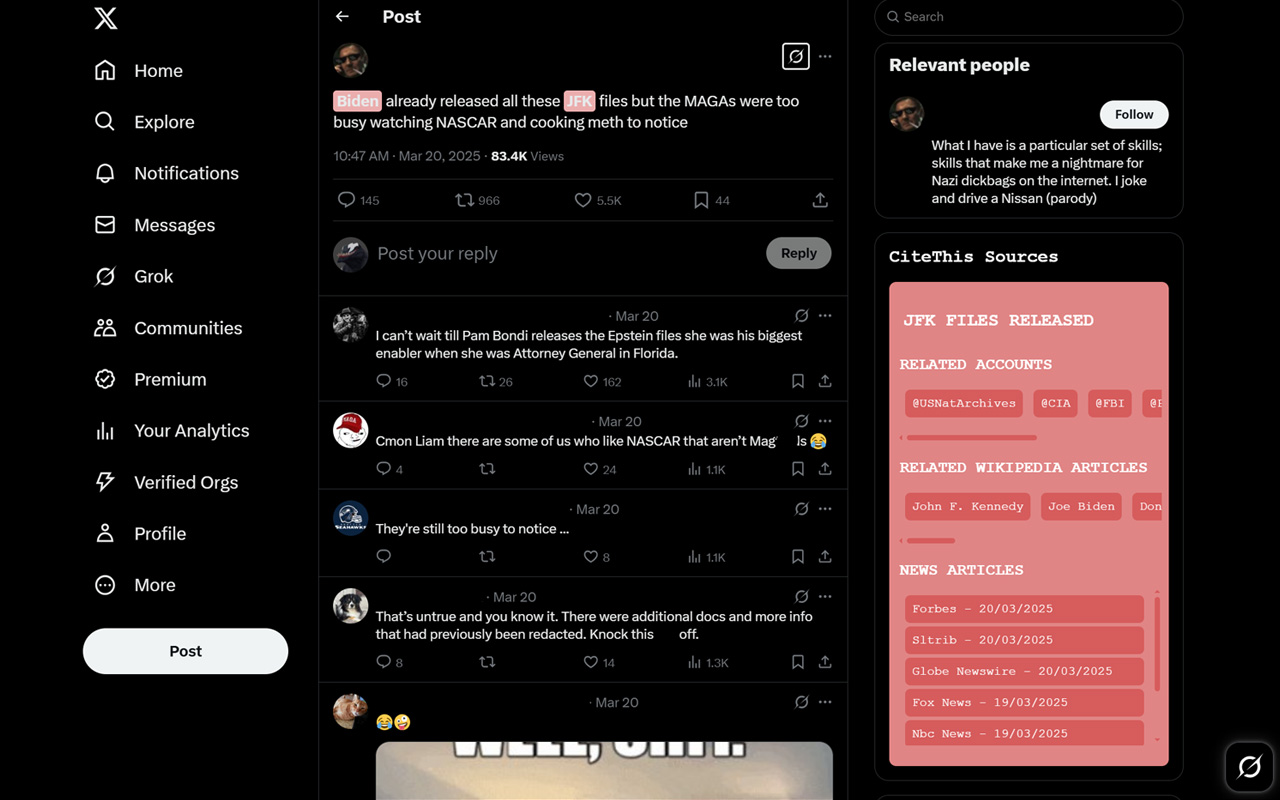 Home
Explore
Notifications
Messages
Grok
Communities
Premium
Your Analytics
Verified Orgs
Profile
More
Post
Post
Biden already released all these JFK files but the MAGAs were too
busy watching NASCAR and cooking meth to notice
10:47 AM · Mar 20, 2025 · 83.4K Views
145 966 5.5K 44
Post your reply
Reply
· Mar 20
I can’t wait till Pam Bondi releases the Epstein files she was his biggest
enabler when she was Attorney General in Florida.
16 26 162 3.1K
· Mar 20
Cmon Liam there are some of us who like NASCAR that aren’t Mag ls 😂
4 24 1.1K
· Mar 20
They're still too busy to notice ...
8 1.1K
· Mar 20
That’s untrue and you know it. There were additional docs and more info
that had previously been redacted. Knock this off.
8 14 1.3K
· Mar 20
😂🤪
Search
Relevant people
Follow
What I have is a particular set of skills;
skills that make me a nightmare for
Nazi dickbags on the internet. I joke
and drive a Nissan (parody)
CiteThis Sources
JFK FILES RELEASED
RELATED ACCOUNTS
@USNatArchives @CIA @FBI
RELATED WIKIPEDIA ARTICLES
John F. Kennedy Joe Biden Don
NEWS ARTICLES
Forbes - 20/03/2025
Sltrib - 20/03/2025
Globe Newswire - 20/03/2025
Fox News - 19/03/2025
Nbc News - 19/03/2025